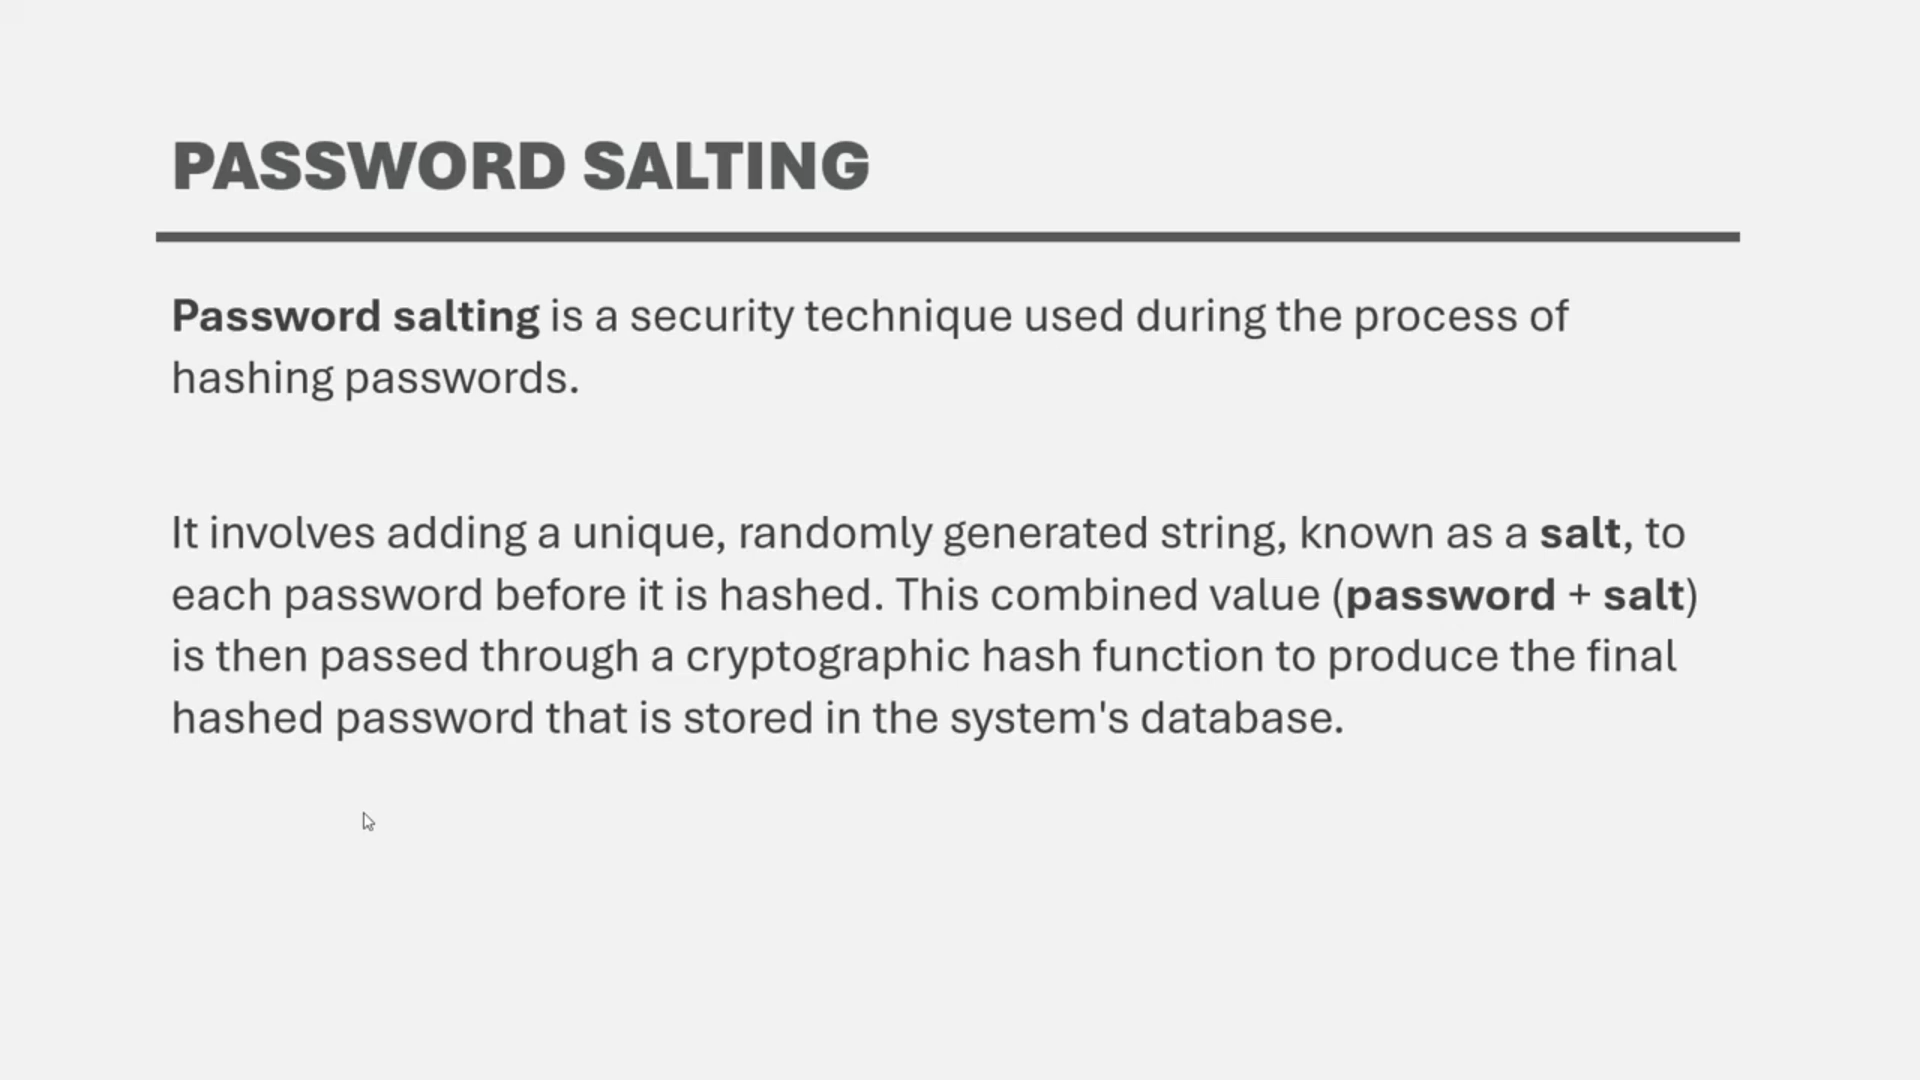 PASSWORD SALTING
Password salting is a security technique used during the process of
hashing passwords.
It involves adding a unique, randomly generated string, known as a salt, to
each password before it is hashed. This combined value (password + salt)
is then passed through a cryptographic hash function to produce the final
hashed password that is stored in the system's database.